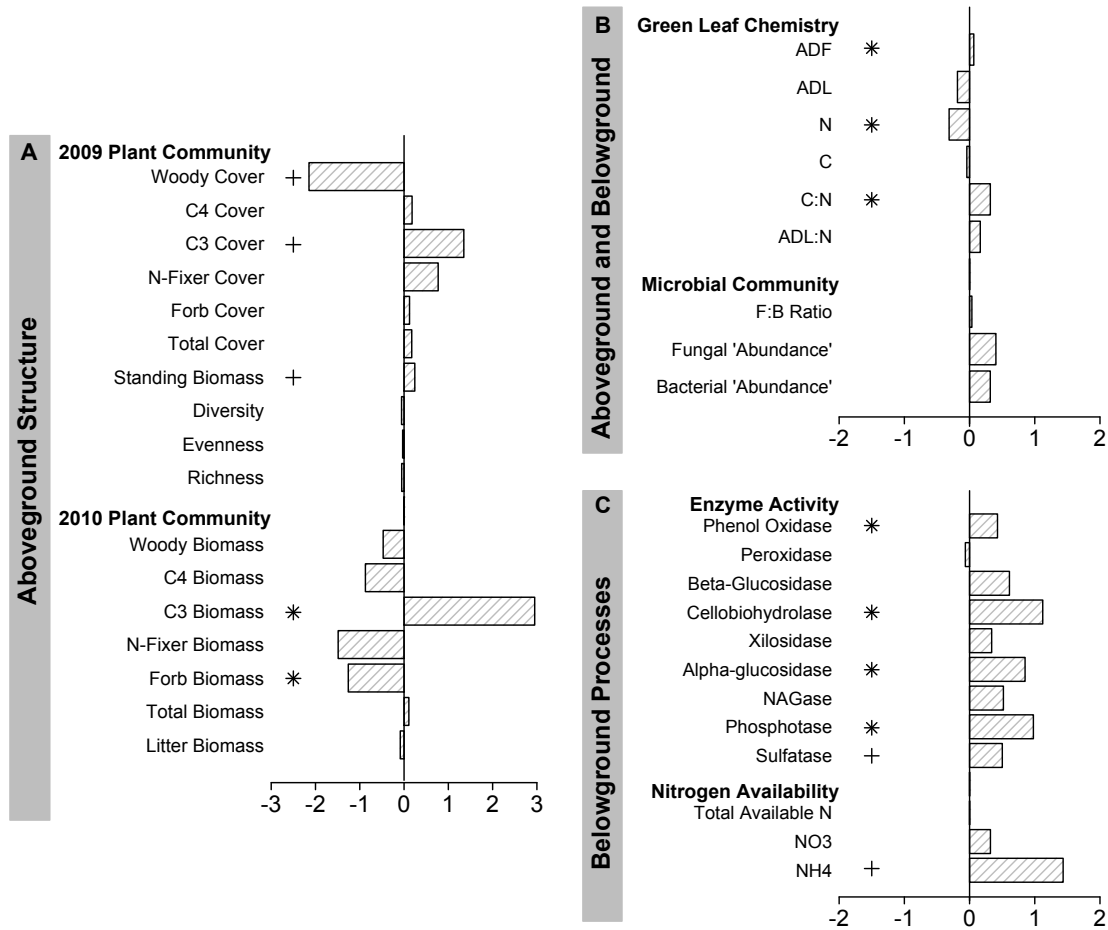 A
Aboveground Structure
2009 Plant Community
Woody Cover +
C4 Cover
C3 Cover +
N-Fixer Cover
Forb Cover
Total Cover
Standing Biomass +
Diversity
Evenness
Richness
2010 Plant Community
Woody Biomass
C4 Biomass
C3 Biomass *
N-Fixer Biomass
Forb Biomass *
Total Biomass
Litter Biomass
-3 -1 0 1 2 3
B
Aboveground and Belowground
Green Leaf Chemistry
ADF *
ADL
N *
C
C:N *
ADL:N
Microbial Community
F:B Ratio
Fungal 'Abundance'
Bacterial 'Abundance'
-2 -1 0 1 2
C
Belowground Processes
Enzyme Activity
Phenol Oxidase *
Peroxidase
Beta-Glucosidase
Cellobiohydrolase *
Xilosidase
Alpha-glucosidase *
NAGase
Phosphotase *
Sulfatase +
Nitrogen Availability
Total Available N
NO3
NH4 +
-2 -1 0 1 2